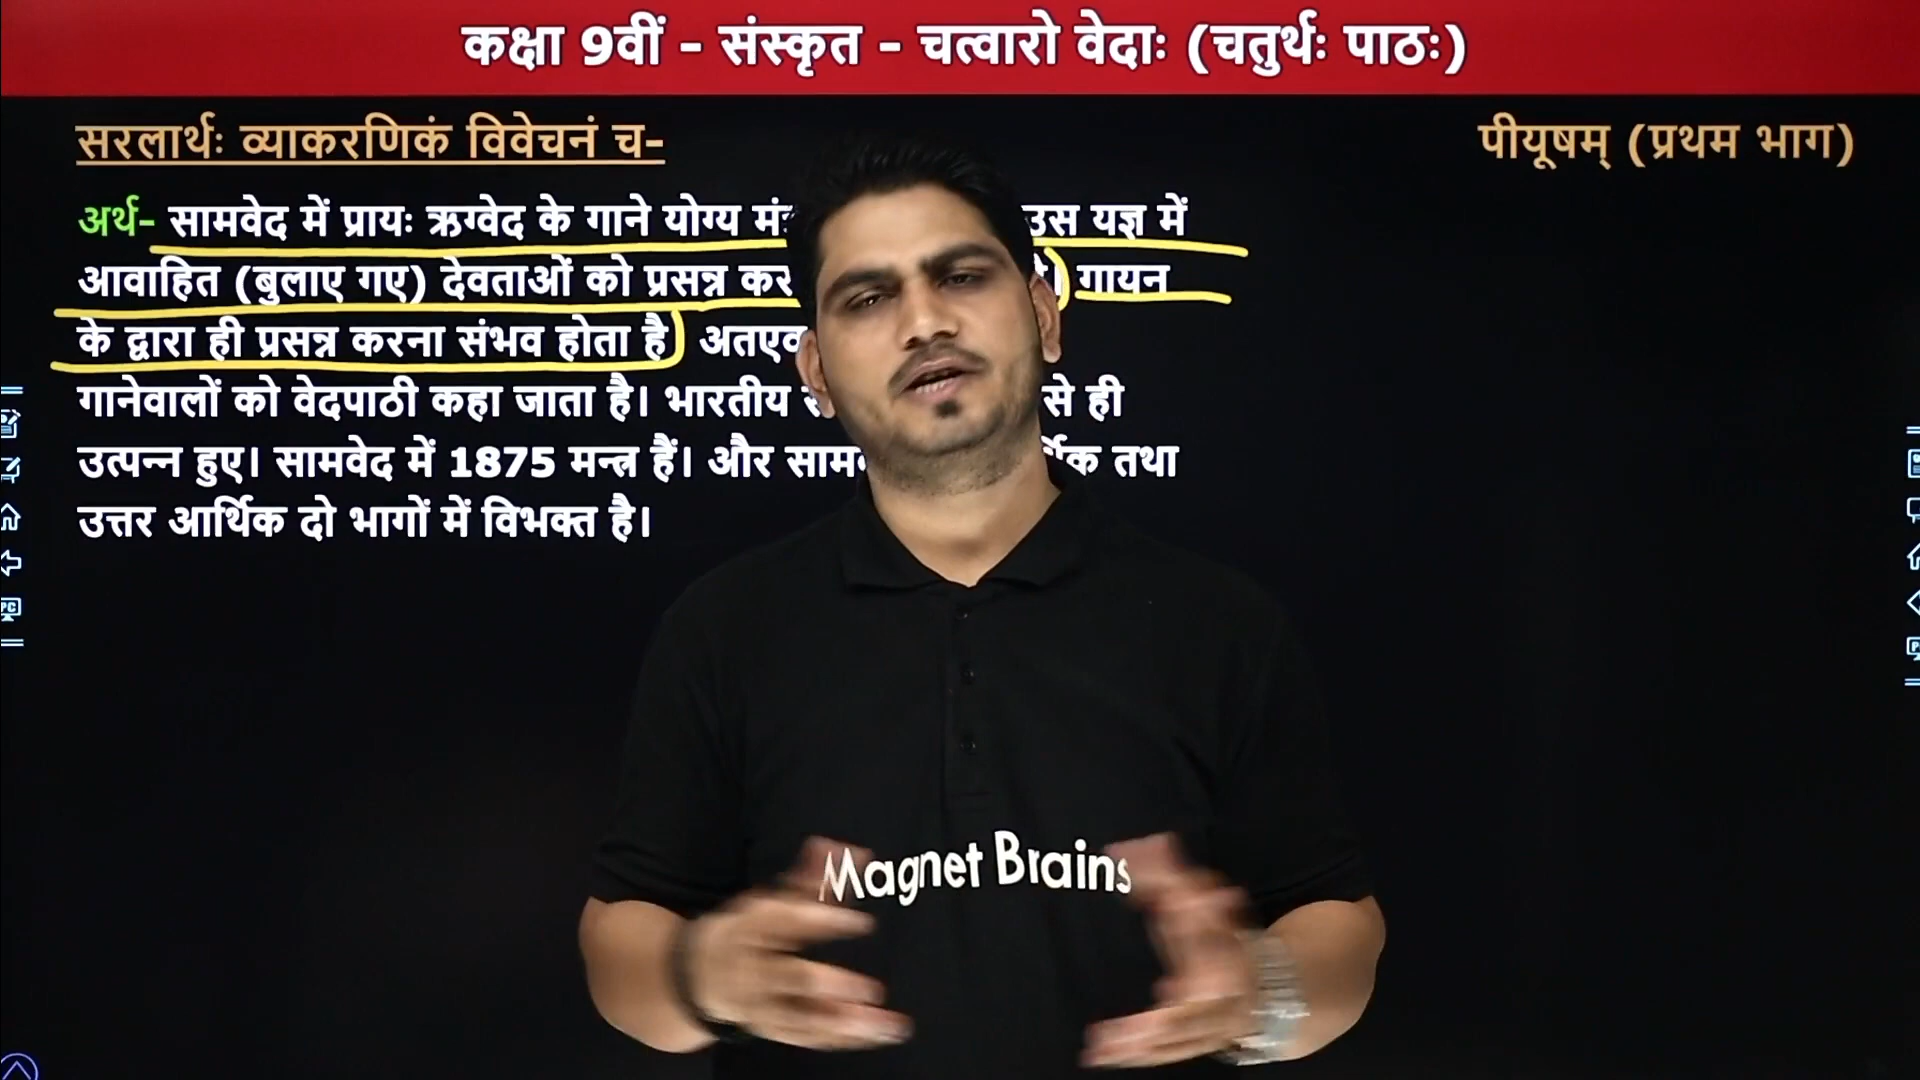 कक्षा 9वीं - संस्कृत - चत्वारो वेदाः (चतुर्थः पाठः)
सरलार्थः व्याकरणिकं विवेचनं च-
पीयूषम् (प्रथम भाग)
अर्थ- सामवेद में प्रायः ऋग्वेद के गाने योग्य उस यज्ञ में
आवाहित (बुलाए गए) देवताओं को प्रसन्न गायन
के द्वारा ही प्रसन्न करना संभव होता है।
गानेवालों को वेदपाठी कहा जाता है। भारतीय से ही
उत्पन्न हुए। सामवेद में 1875 मन्त्र हैं। और तथा
उत्तर आर्थिक दो भागों में विभक्त है।
Magnet Brains